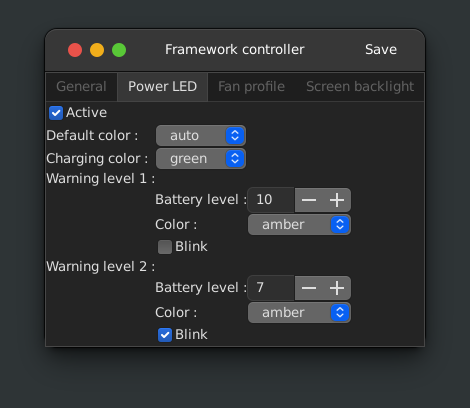 Framework controller Save
General Power LED Fan profile Screen backlight
Active
Default color : auto
Charging color : green
Warning level 1 :
Battery level : 10
Color : amber
Blink
Warning level 2 :
Battery level : 7
Color : amber
Blink